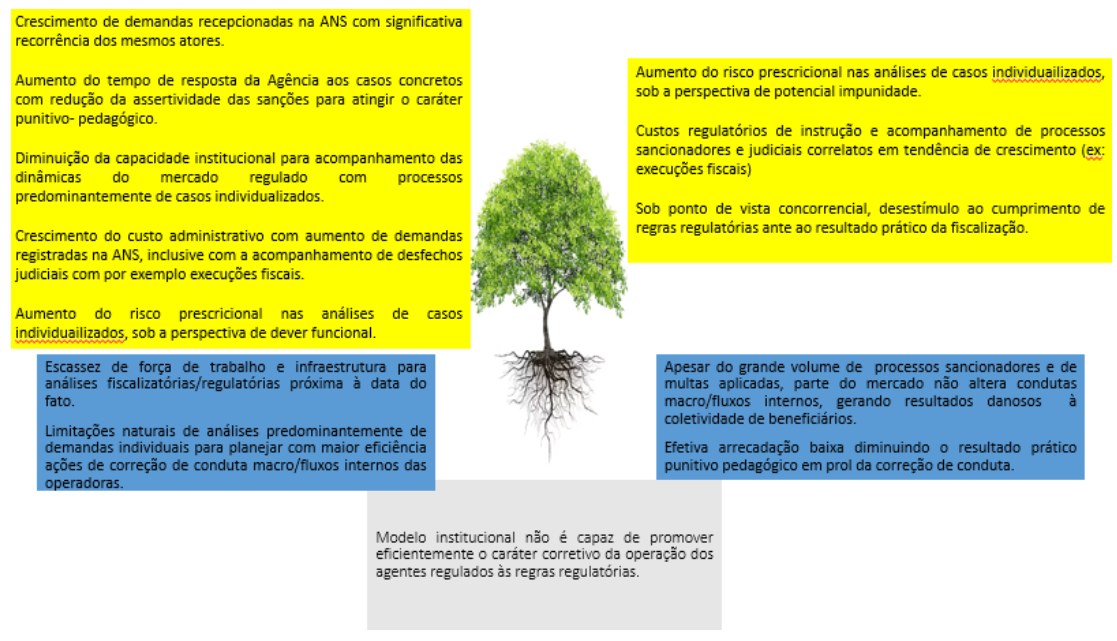 Crescimento de demandas recepcionadas na ANS com significativa
recorrência dos mesmos atores.
Aumento do tempo de resposta da Agência aos casos concretos
com redução da assertividade das sanções para atingir o caráter
punitivo- pedagógico.
Diminuição da capacidade institucional para acompanhamento das
dinâmicas do mercado regulado com processos
predominantemente de casos individualizados.
Crescimento do custo administrativo com aumento de demandas
registradas na ANS, inclusive com a acompanhamento de desfechos
judiciais com por exemplo execuções fiscais.
Aumento do risco prescricional nas análises de casos
individuailizados, sob a perspectiva de dever funcional.
Aumento do risco prescricional nas análises de casos individuailizados,
sob a perspectiva de potencial impunidade.
Custos regulatórios de instrução e acompanhamento de processos
sancionadores e judiciais correlatos em tendência de crescimento (ex:
execuções fiscais)
Sob ponto de vista concorrencial, desestímulo ao cumprimento de
regras regulatórias ante ao resultado prático da fiscalização.
Escassez de força de trabalho e infraestrutura para
análises fiscalizatórias/regulatórias próxima à data do
fato.
Limitações naturais de análises predominantemente de
demandas individuais para planejar com maior eficiência
ações de correção de conduta macro/fluxos internos das
operadoras.
Apesar do grande volume de processos sancionadores e de
multas aplicadas, parte do mercado não altera condutas
macro/fluxos internos, gerando resultados danosos à
coletividade de beneficiários.
Efetiva arrecadação baixa diminuindo o resultado prático
punitivo pedagógico em prol da correção de conduta.
Modelo institucional não é capaz de promover
eficientemente o caráter corretivo da operação dos
agentes regulados às regras regulatórias.